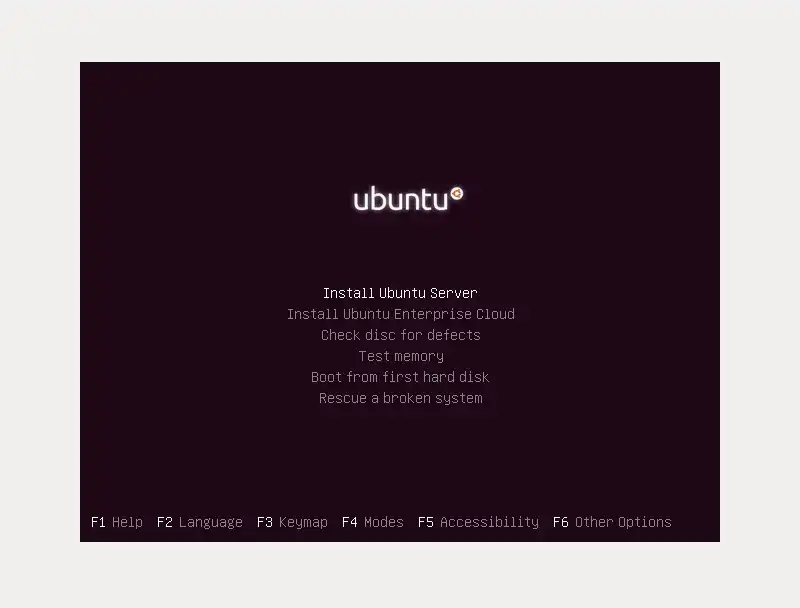 ubuntu
Install Ubuntu Server
Install Ubuntu Enterprise Cloud
Check disc for defects
Test memory
Boot from first hard disk
Rescue a broken system
F1 Help F2 Language F3 Keymap F4 Modes F5 Accessibility F6 Other Options